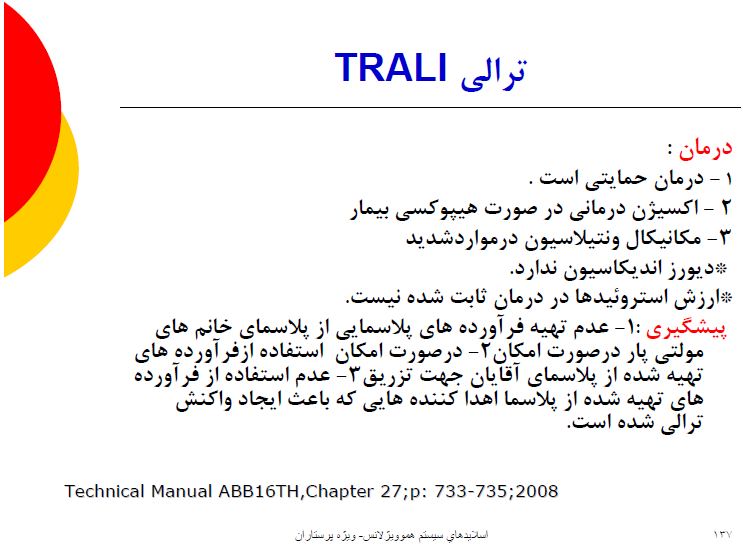 ترالی TRALI
درمان :
۱ - درمان حمایتی است .
۲ - اکسیژن درمانی در صورت هیپوکسی بیمار
۳- مکانیکال ونتیلاسیون درمواردشدید
*دیورز اندیکاسیون ندارد.
*ارزش استروئیدها در درمان ثابت شده نیست.
پیشگیری :۱- عدم تهیه فرآورده های پلاسمایی از پلاسمای خانم های
مولتی پار درصورت امکان۲- درصورت امکان استفاده ازفرآورده های
تهیه شده از پلاسمای آقایان جهت تزریق۳- عدم استفاده از فرآورده
های تهیه شده از پلاسما اهدا کننده هایی که باعث ایجاد واکنش
ترالی شده است.
Technical Manual ABB16TH,Chapter 27;p: 733-735;2008
اسلایدهاي سیستم هموویژلانس- ویژه پرستاران
۱۳۷